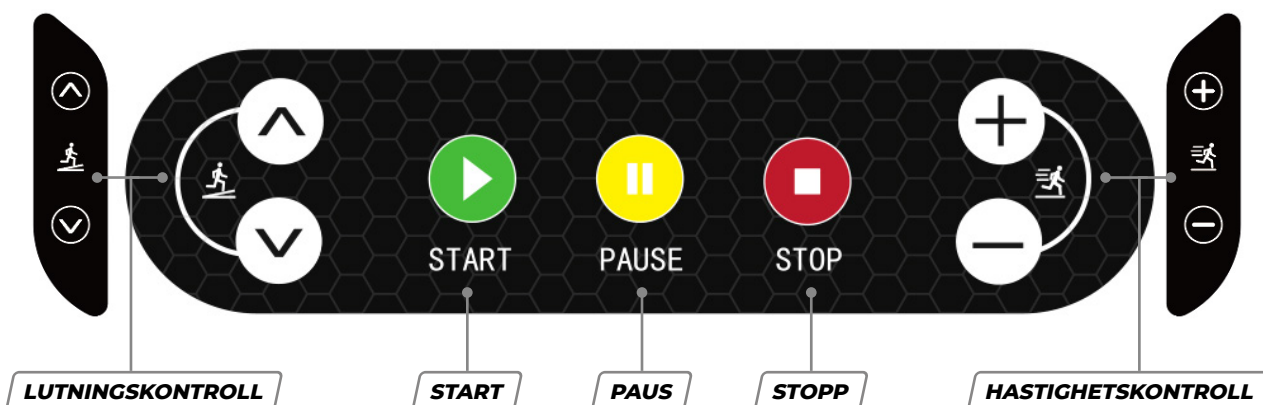 START PAUSE STOP
LUTNINGSKONTROLL START PAUS STOPP HASTIGHETSKONTROLL